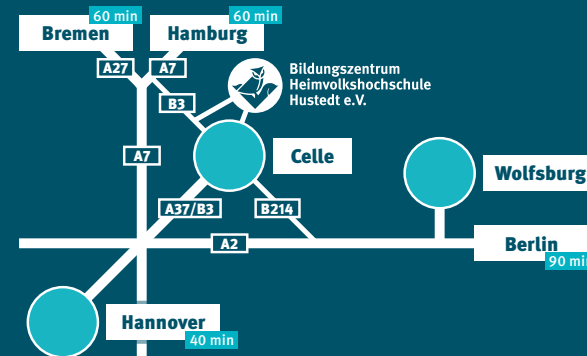 60 min
60 min
Bremen
Hamburg
A27
A7
Bildungszentrum
Heimvolkshochschule
Hustedt e.V.
B3
A7
Celle
Wolfsburg
A37/B3
B214
A2
Berlin
90 min
Hannover
40 min